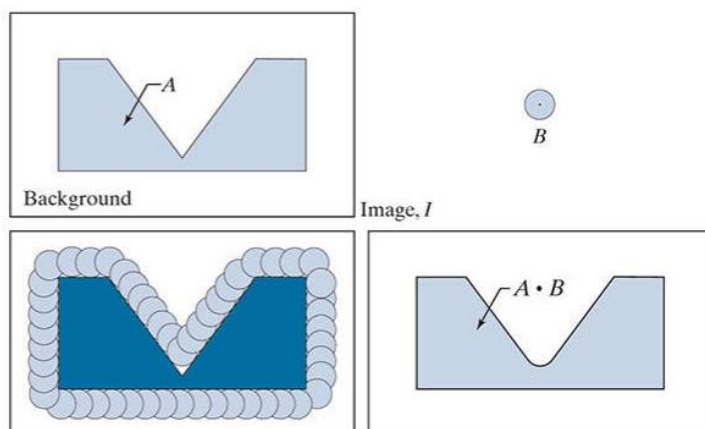 A
B
Background
Image, I
A • B